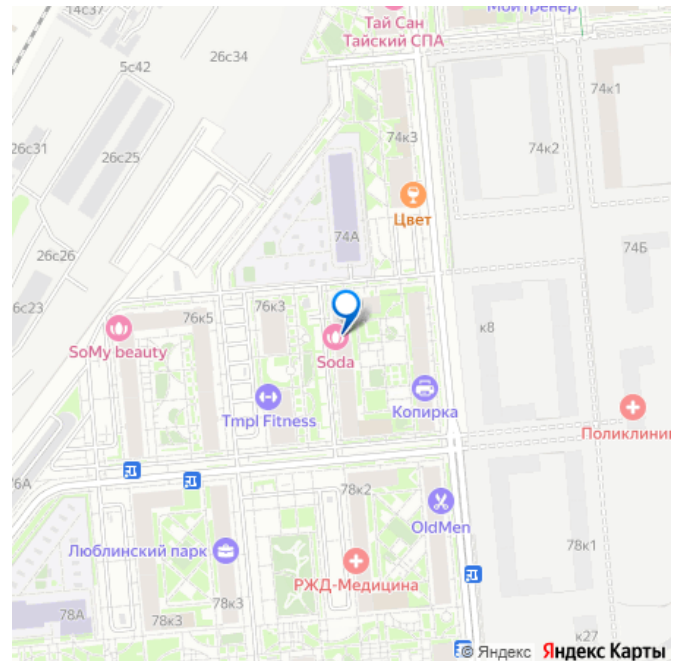 14с37
Мой тренер
Тай Сан
Тайский СПА
26с34
5с42
74к1
74к3
26с31
26с25
74к2
Цвет
74А
74Б
26с26
6с23
76к5
76к3
к8
SoMy beauty
Soda
Tmpl Fitness
Копирка
Поликлини
6А
78к2
OldMen
Люблинский парк
78к1
РЖД-Медицина
78А
78к3
78к3
к27
© Яндекс Яндекс Карты